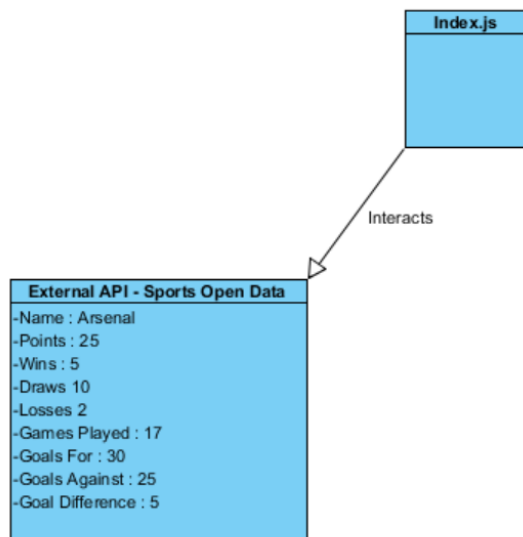 Index.js
Interacts
External API - Sports Open Data
-Name : Arsenal
-Points : 25
-Wins : 5
-Draws 10
-Losses 2
-Games Played : 17
-Goals For : 30
-Goals Against : 25
-Goal Difference : 5